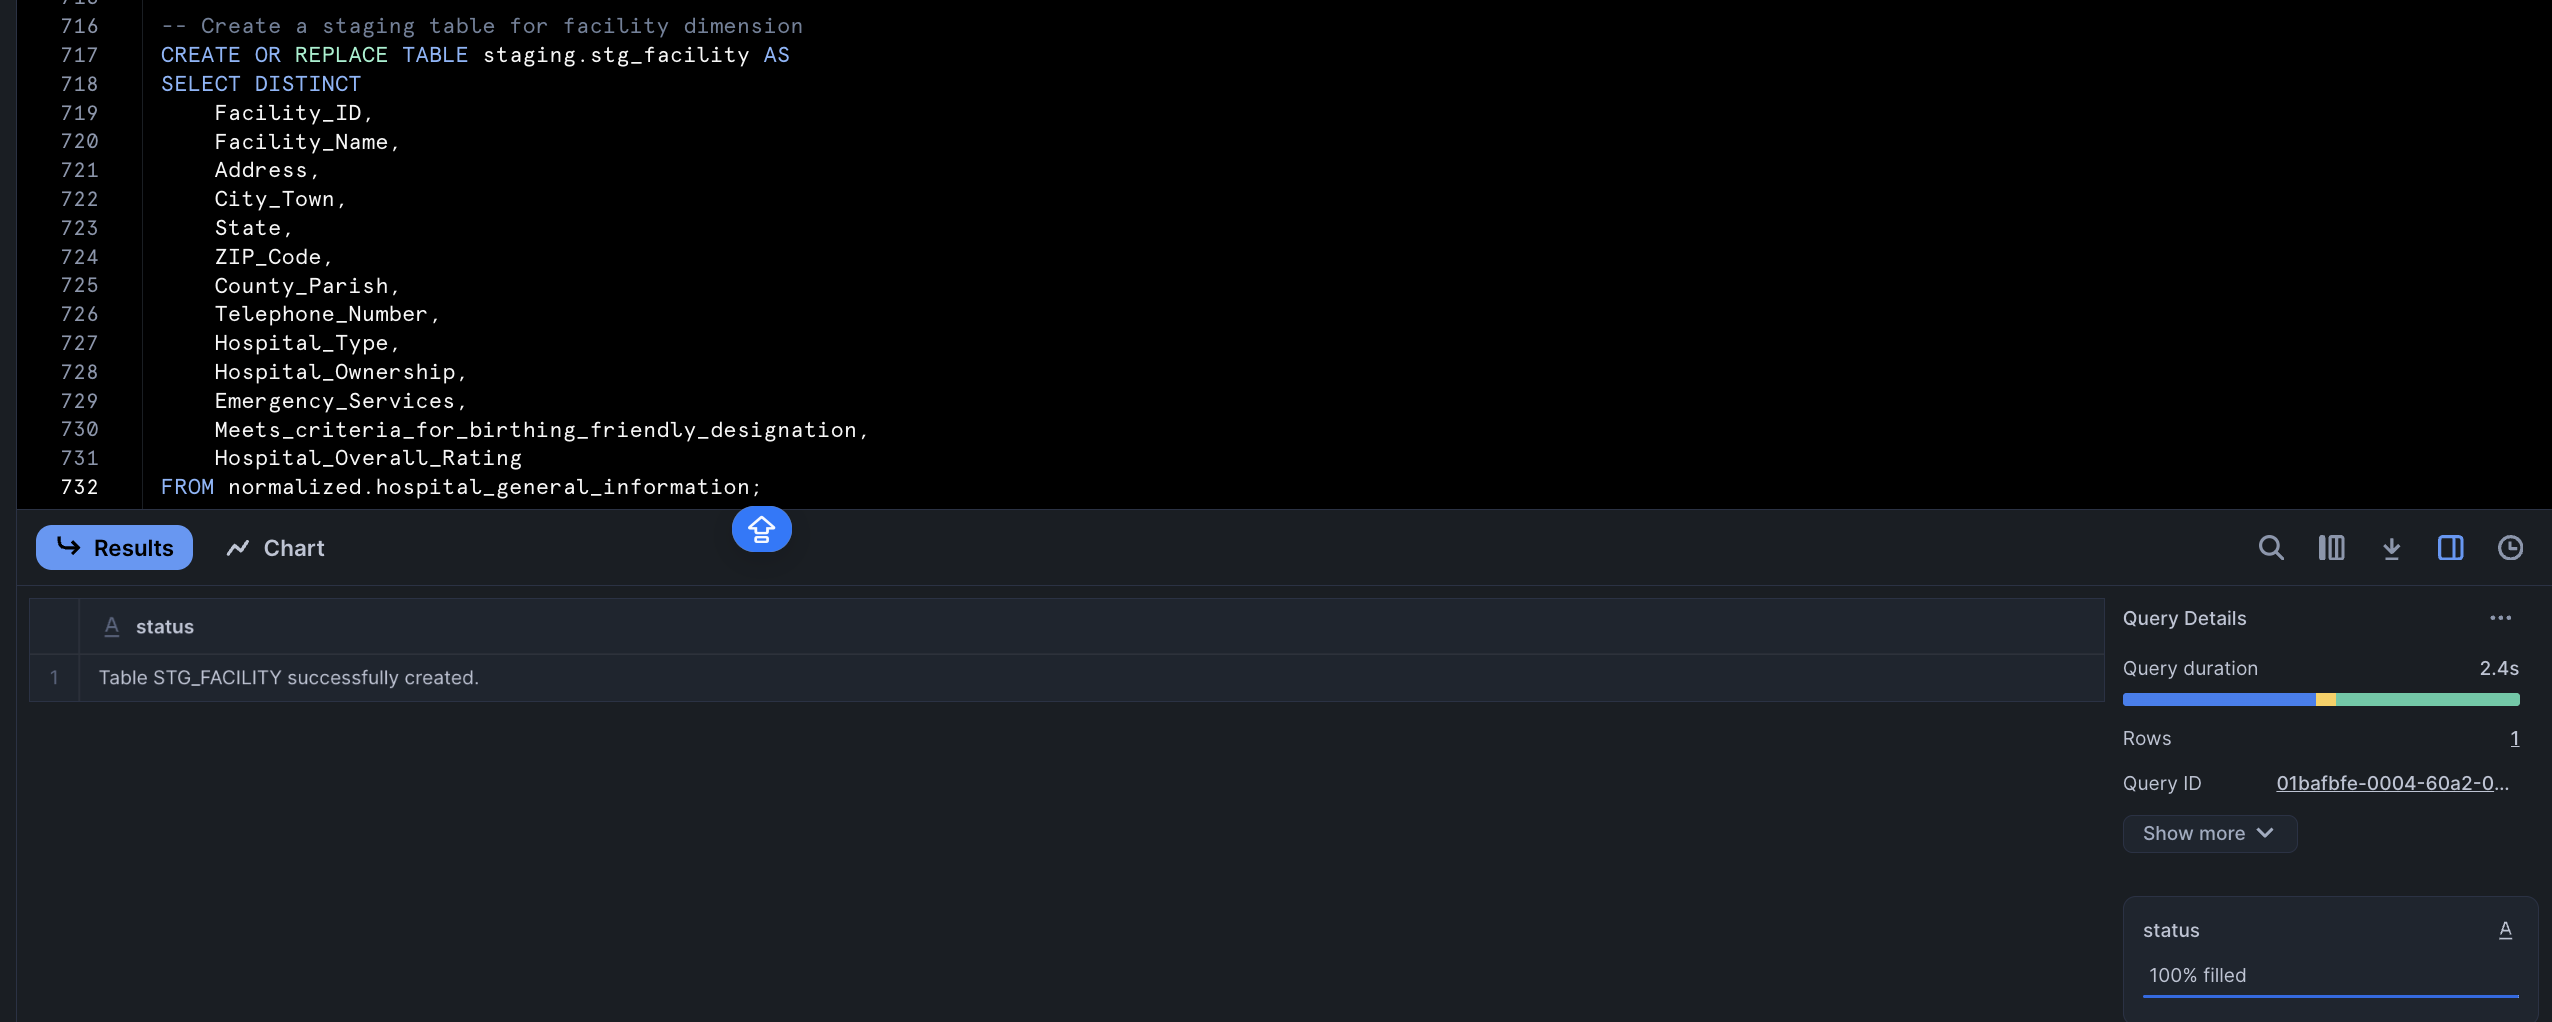 716 -- Create a staging table for facility dimension
717 CREATE OR REPLACE TABLE staging.stg_facility AS
718 SELECT DISTINCT
719 Facility_ID,
720 Facility_Name,
721 Address,
722 City_Town,
723 State,
724 ZIP_Code,
725 County_Parish,
726 Telephone_Number,
727 Hospital_Type,
728 Hospital_Ownership,
729 Emergency_Services,
730 Meets_criteria_for_birthing_friendly_designation,
731 Hospital_Overall_Rating
732 FROM normalized.hospital_general_information;
Results Chart
A status
1 Table STG_FACILITY successfully created.
Query Details ...
Query duration 2.4s
Rows 1
Query ID 01bafbfe-0004-60a2-0...
Show more
status A
100% filled